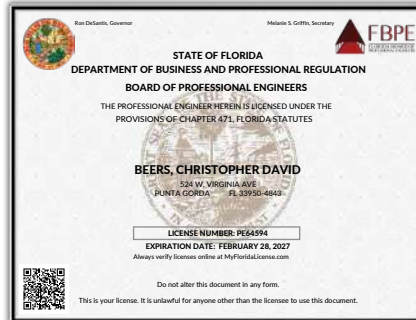 Ron DeSantis, Governor
Melanie S. Griffin, Secretary
FBPE
STATE OF FLORIDA
DEPARTMENT OF BUSINESS AND PROFESSIONAL REGULATION
BOARD OF PROFESSIONAL ENGINEERS
THE PROFESSIONAL ENGINEER HEREIN IS LICENSED UNDER THE
PROVISIONS OF CHAPTER 471, FLORIDA STATUTES
BEERS, CHRISTOPHER DAVID
524 W. VIRGINIA AVE
PUNTA GORDA FL 33950-4843
LICENSE NUMBER: PE64594
EXPIRATION DATE: FEBRUARY 28, 2027
Always verify licenses online at MyFloridaLicense.com
Do not alter this document in any form.
This is your license. It is unlawful for anyone other than the licensee to use this document.